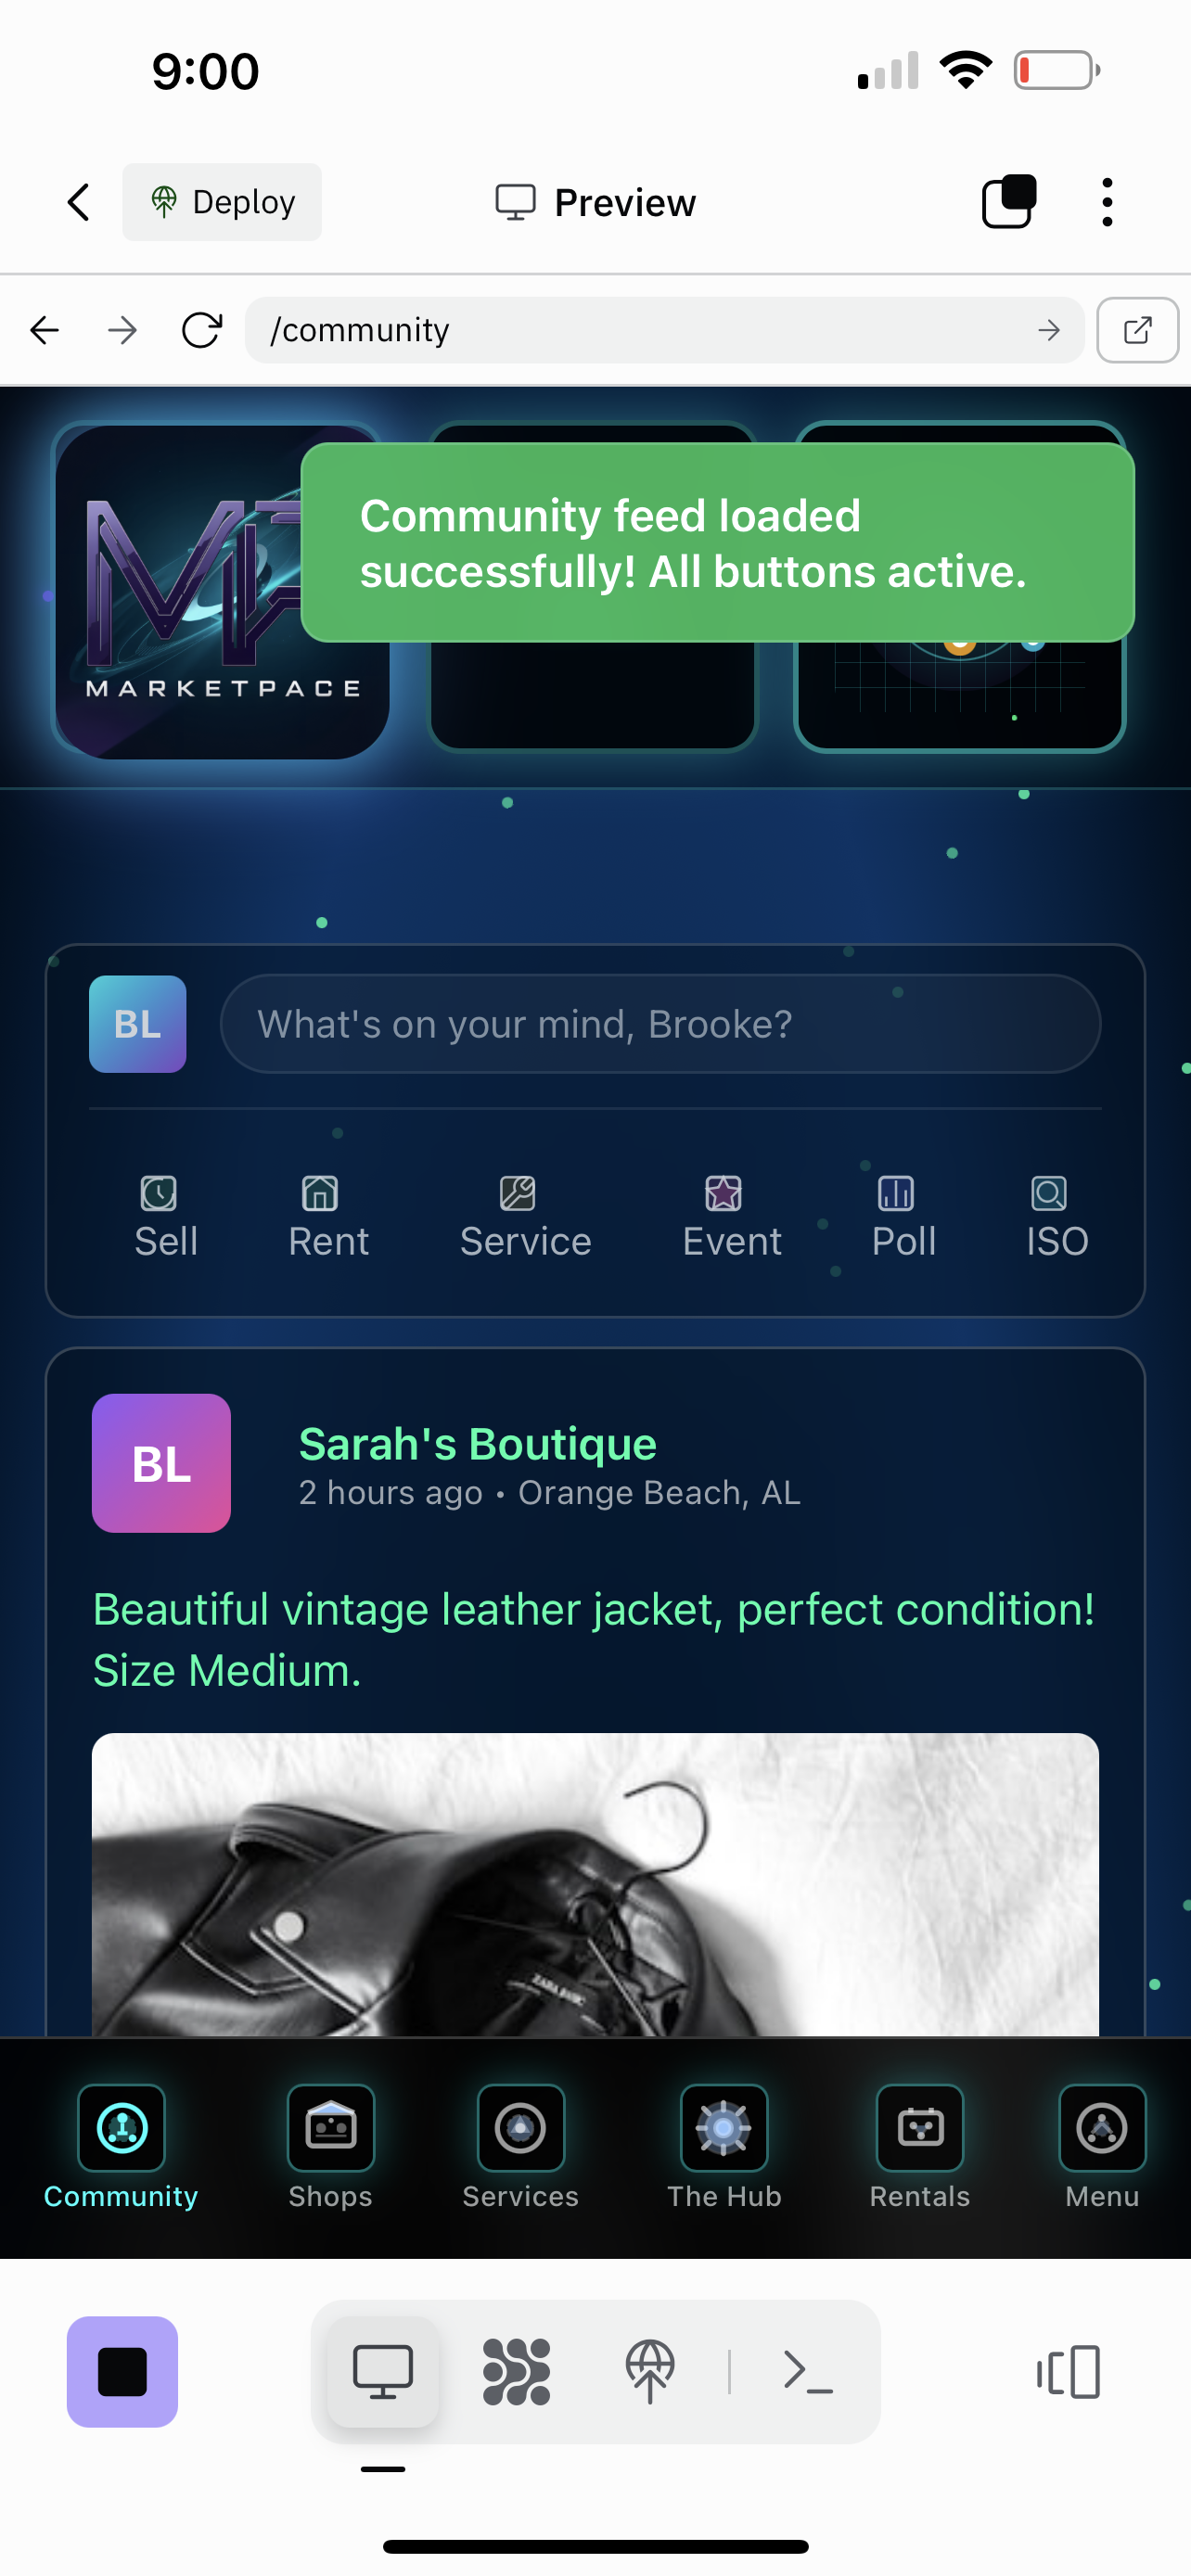 9:00
Deploy
Preview
/community
MARKETPACE
Community feed loaded
successfully! All buttons active.
BL
What's on your mind, Brooke?
Sell
Rent
Service
Event
Poll
ISO
BL
Sarah's Boutique
2 hours ago • Orange Beach, AL
Beautiful vintage leather jacket, perfect condition!
Size Medium.
Community
Shops
Services
The Hub
Rentals
Menu